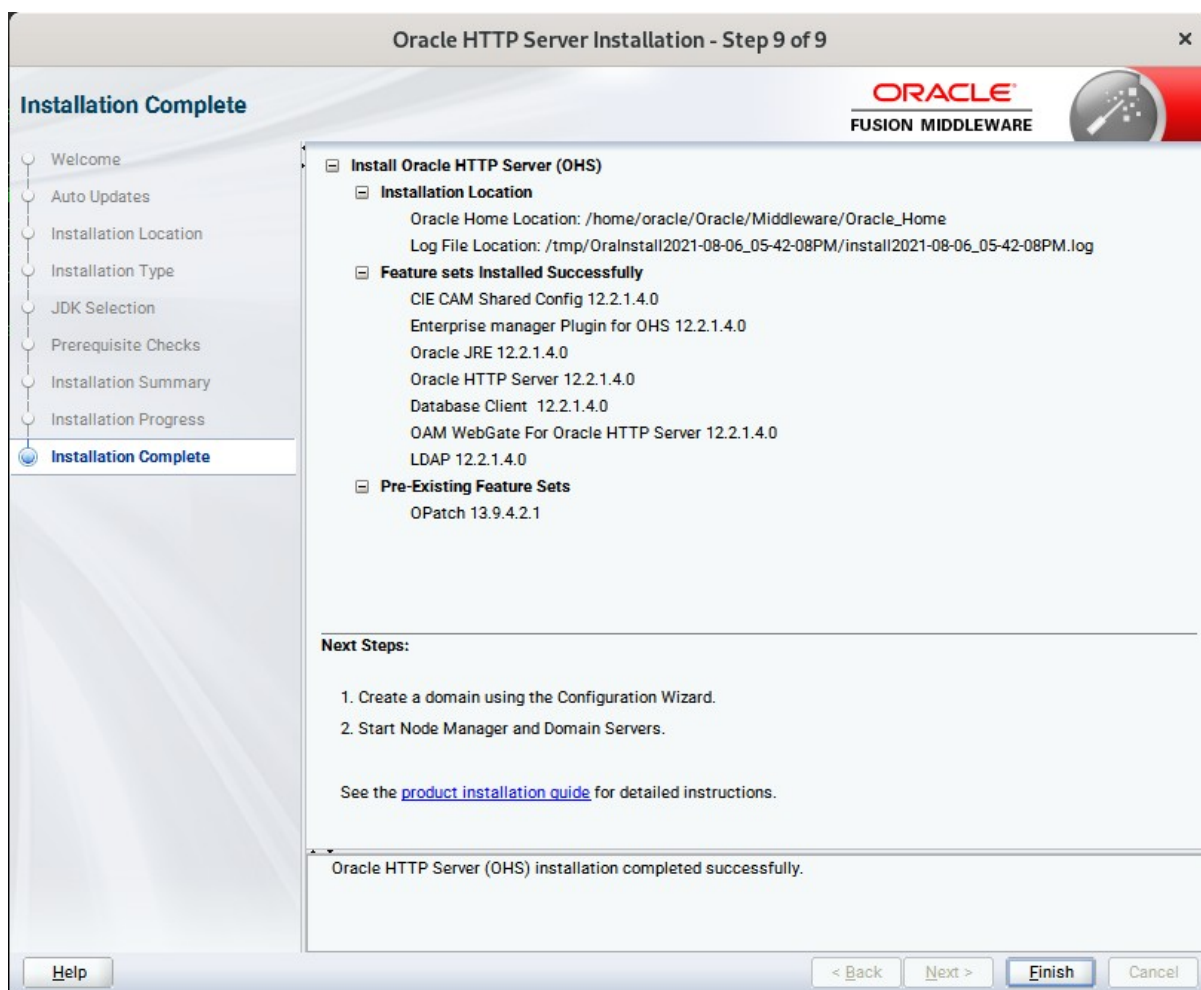 Oracle HTTP Server Installation - Step 9 of 9
Installation Complete
ORACLE
FUSION MIDDLEWARE
Welcome
Auto Updates
Installation Location
Installation Type
JDK Selection
Prerequisite Checks
Installation Summary
Installation Progress
Installation Complete
Install Oracle HTTP Server (OHS)
Installation Location
Oracle Home Location: /home/oracle/Oracle/Middleware/Oracle_Home
Log File Location: /tmp/OraInstall2021-08-06_05-42-08PM/install2021-08-06_05-42-08PM.log
Feature sets Installed Successfully
CIE CAM Shared Config 12.2.1.4.0
Enterprise manager Plugin for OHS 12.2.1.4.0
Oracle JRE 12.2.1.4.0
Oracle HTTP Server 12.2.1.4.0
Database Client 12.2.1.4.0
OAM WebGate For Oracle HTTP Server 12.2.1.4.0
LDAP 12.2.1.4.0
Pre-Existing Feature Sets
OPatch 13.9.4.2.1
Next Steps:
1. Create a domain using the Configuration Wizard.
2. Start Node Manager and Domain Servers.
See the product installation guide for detailed instructions.
Oracle HTTP Server (OHS) installation completed successfully.
Help
< Back
Next >
Finish
Cancel